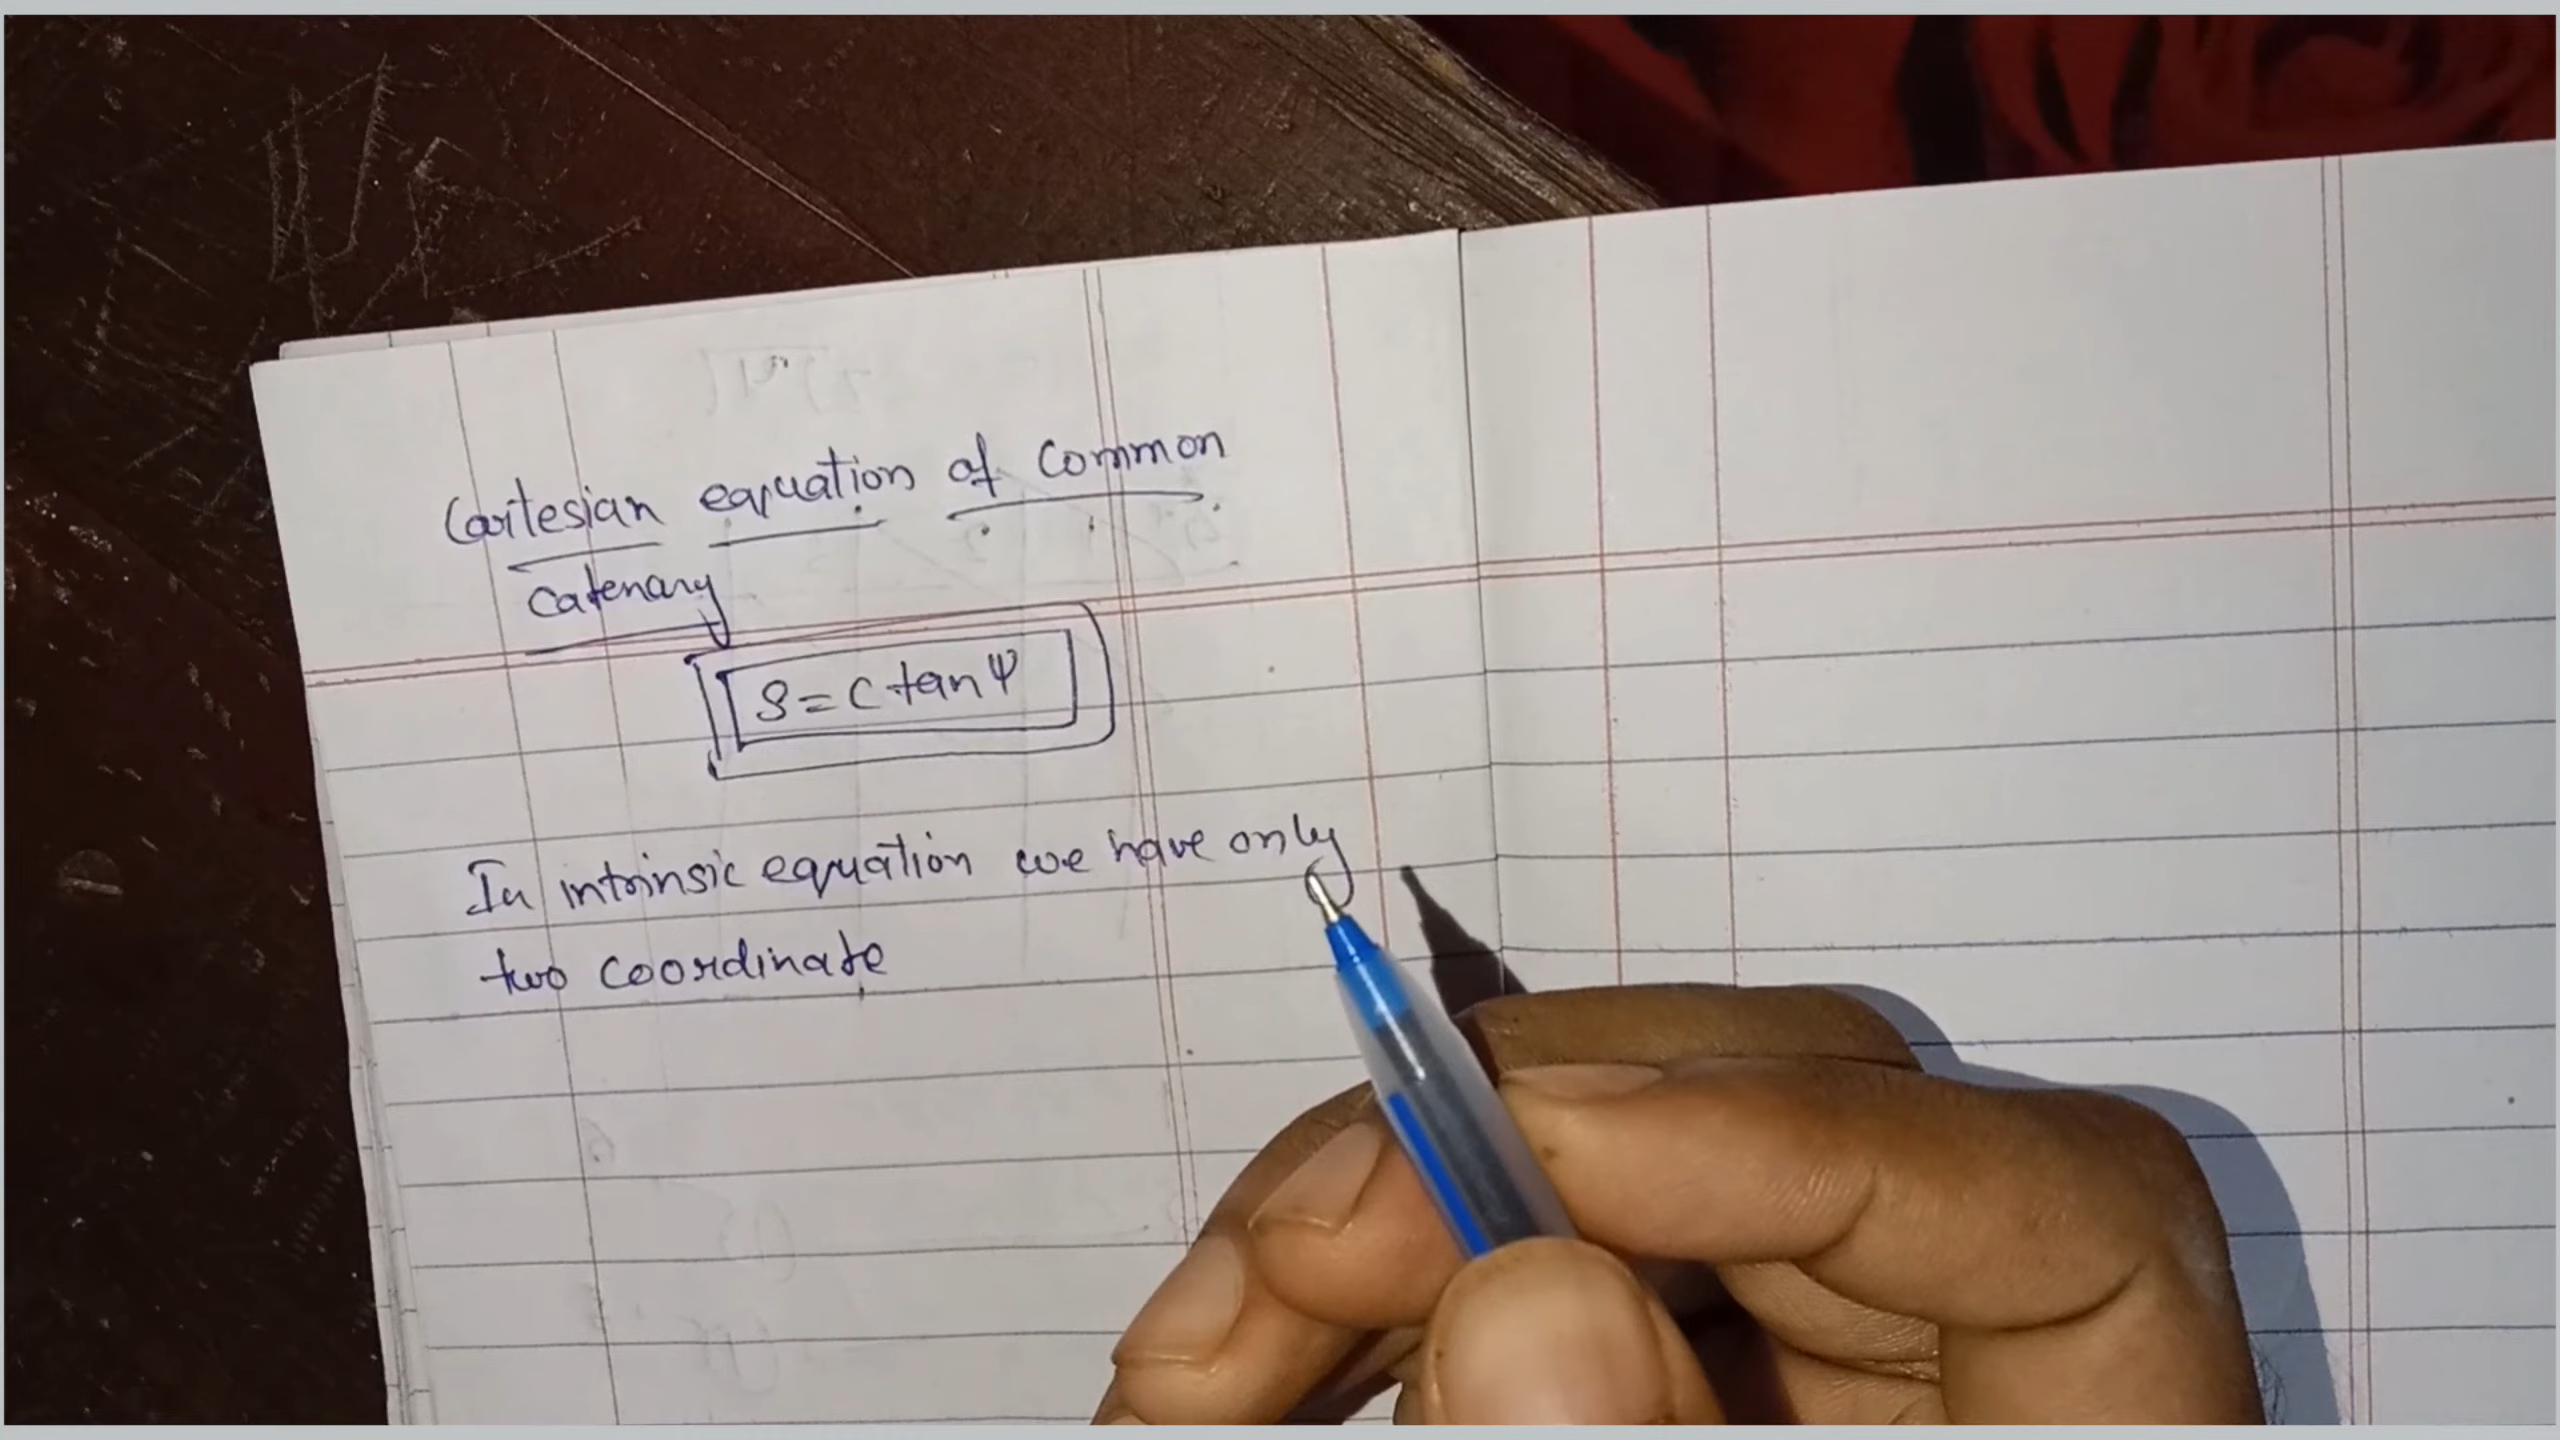 Cartesian equation of Common
Catenary
S = C tan Ψ
In intrinsic equation we have only
two coordinate